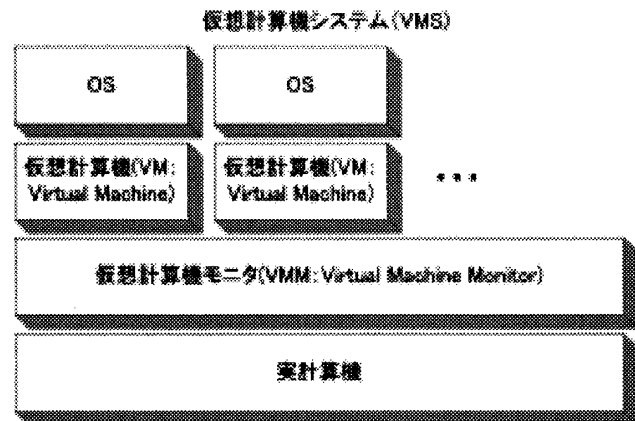 仮想計算機システム(VMS)
OS
OS
仮想計算機(VM:
Virtual Machine)
仮想計算機(VM:
Virtual Machine)
...
仮想計算機モニタ(VMM:Virtual Machine Monitor)
実計算機